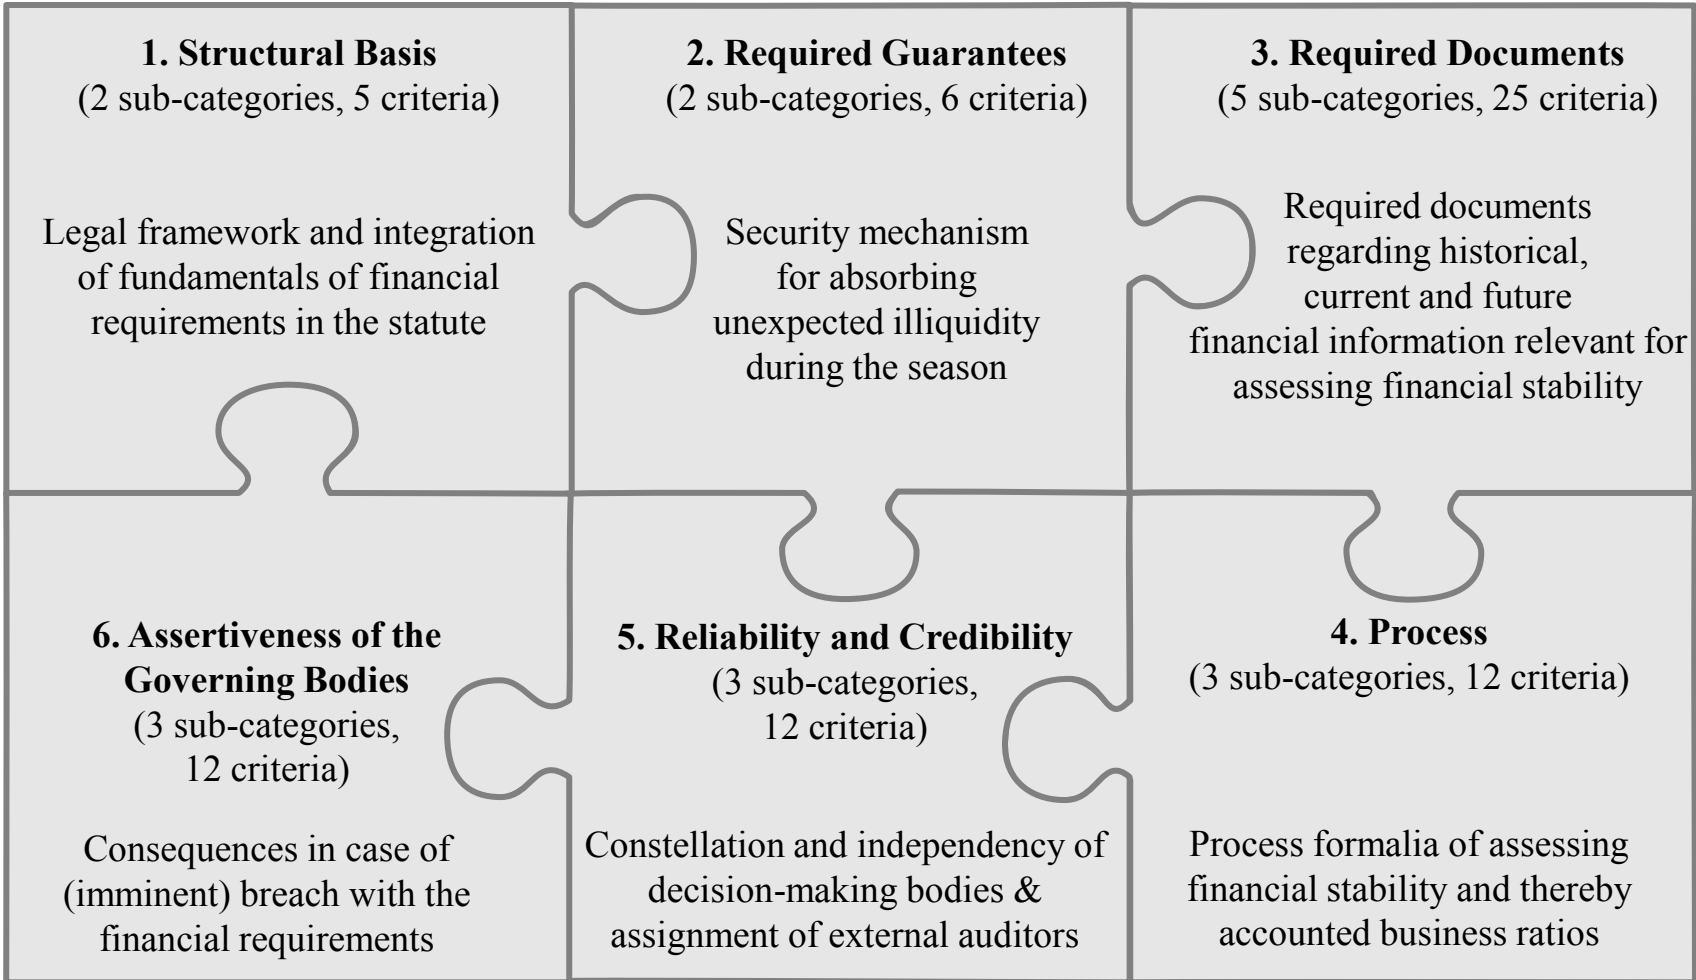 1. Structural Basis
(2 sub-categories, 5 criteria)
Legal framework and integration
of fundamentals of financial
requirements in the statute
2. Required Guarantees
(2 sub-categories, 6 criteria)
Security mechanism
for absorbing
unexpected illiquidity
during the season
3. Required Documents
(5 sub-categories, 25 criteria)
Required documents
regarding historical,
current and future
financial information relevant for
assessing financial stability
6. Assertiveness of the
Governing Bodies
(3 sub-categories,
12 criteria)
Consequences in case of
(imminent) breach with the
financial requirements
5. Reliability and Credibility
(3 sub-categories,
12 criteria)
Constellation and independency of
decision-making bodies &
assignment of external auditors
4. Process
(3 sub-categories, 12 criteria)
Process formalia of assessing
financial stability and thereby
accounted business ratios